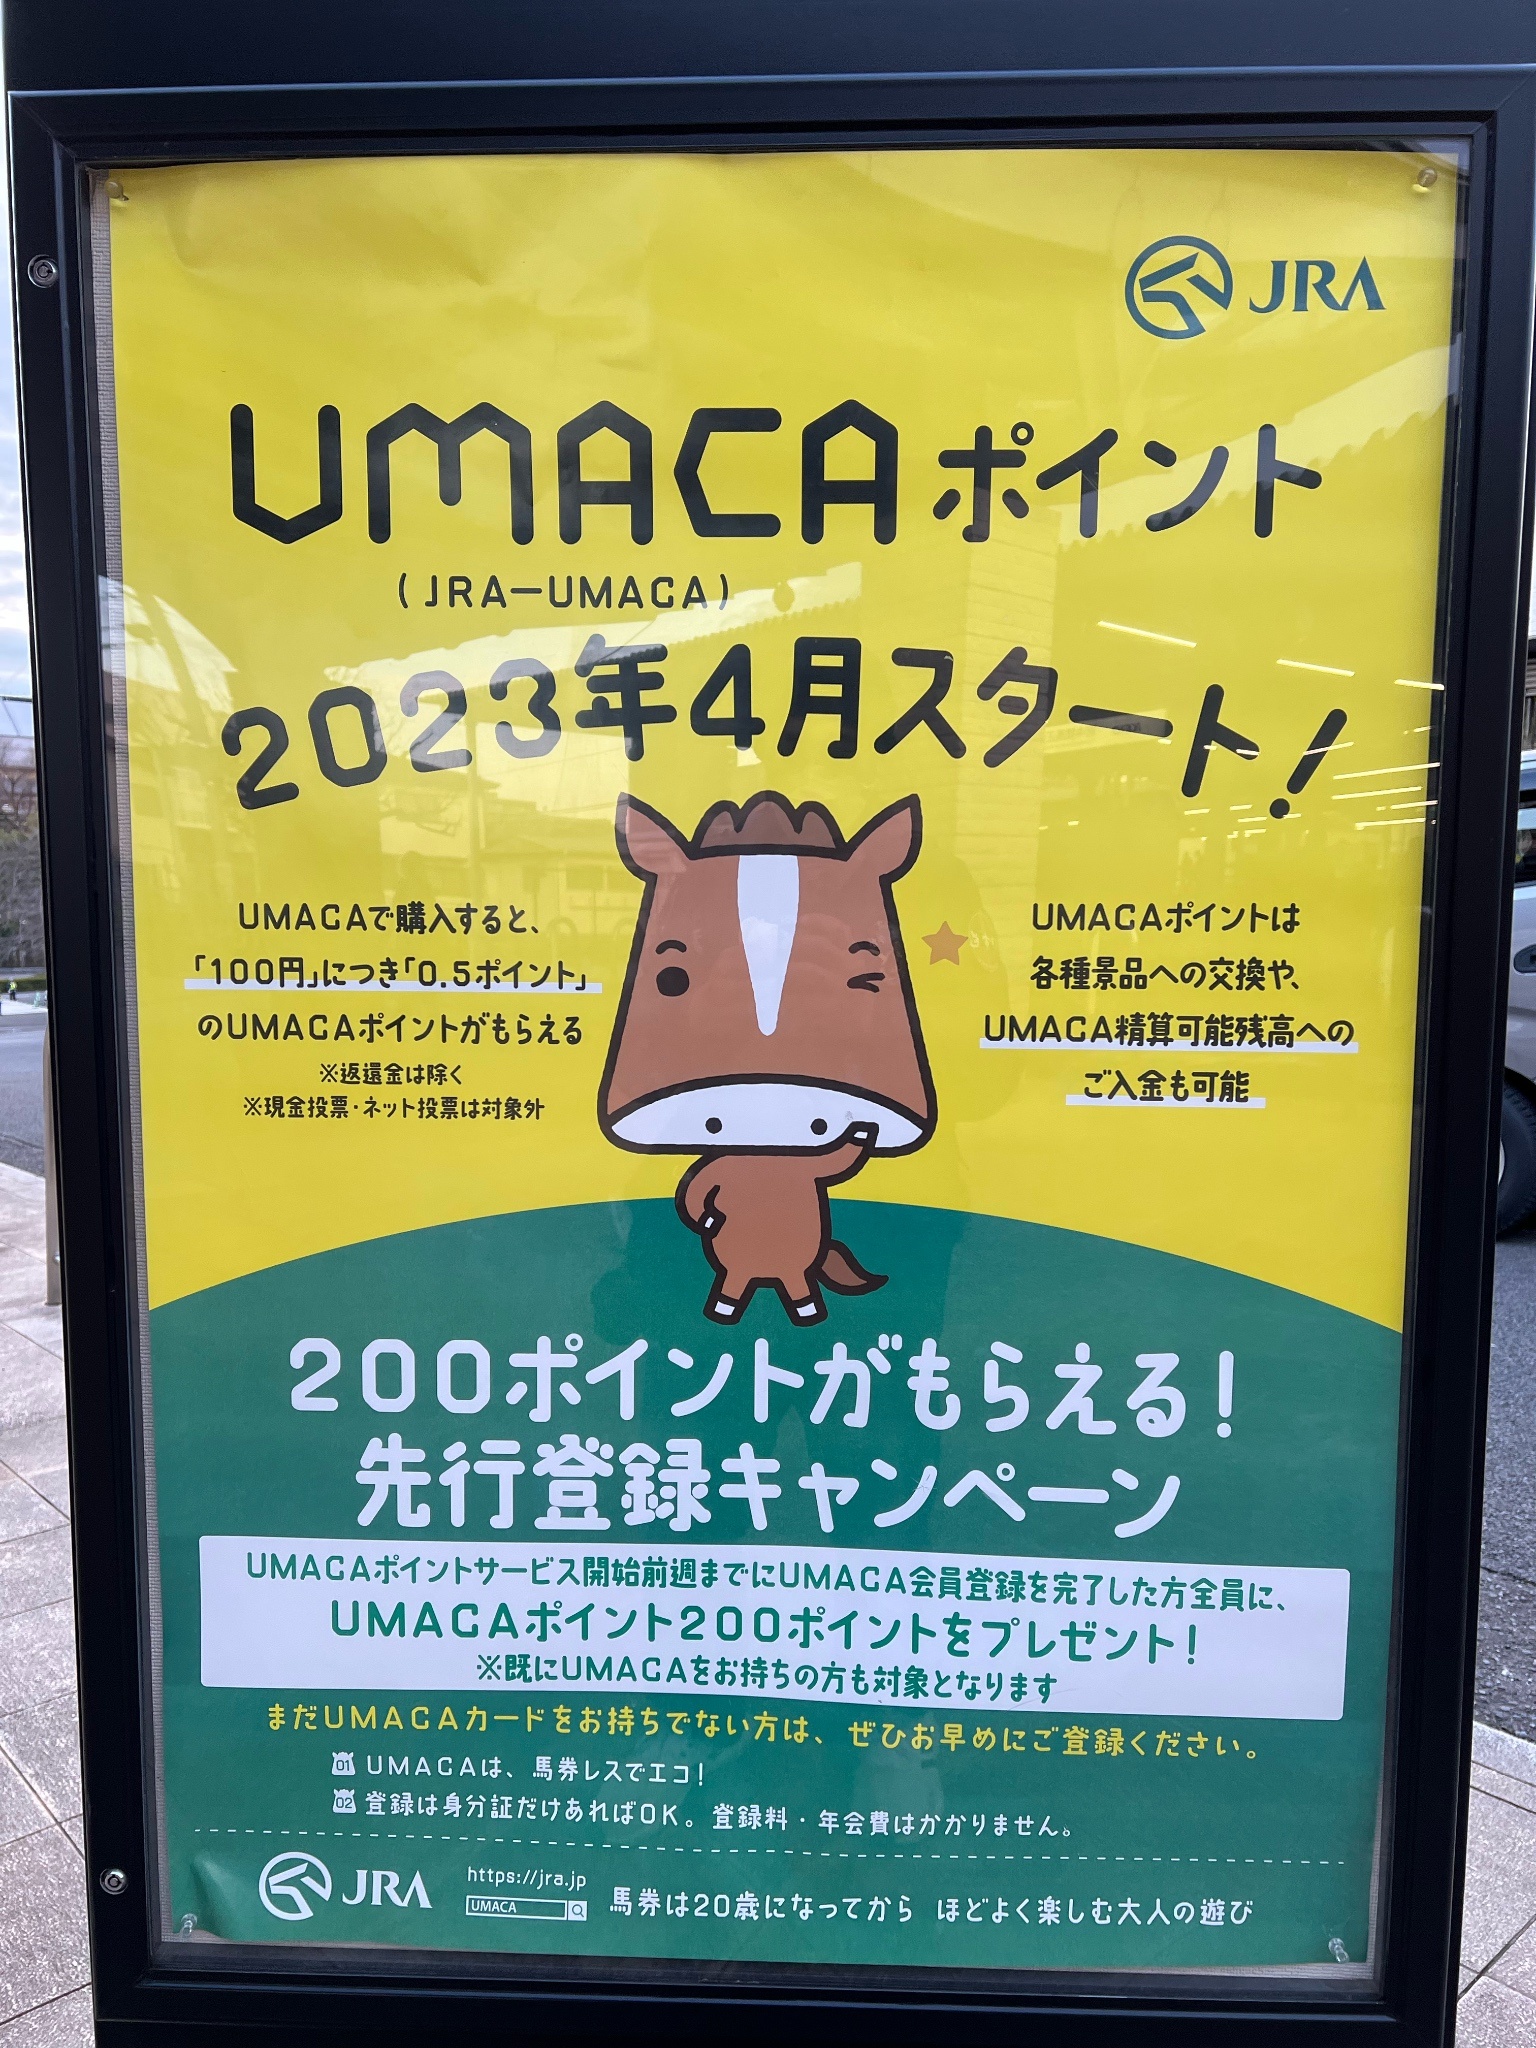 JRA
UMACAポイント
(JRA-UMACA)
2023年4月スタート!
UMACAで購入すると、
「100円」につき「0.5ポイント」
のUMACAポイントがもらえる
※返還金は除く
※現金投票・ネット投票は対象外
UMACAポイントは
各種景品への交換や、
UMACA精算可能残高への
ご入金も可能
200ポイントがもらえる!
先行登録キャンペーン
UMACAポイントサービス開始前週までにUMACA会員登録を完了した方全員に、
UMACAポイント200ポイントをプレゼント!
※既にUMACAをお持ちの方も対象となります
まだUMACAカードをお持ちでない方は、ぜひお早めにご登録ください。
01 UMACAは、馬券レスでエコ!
02 登録は身分証だけあればOK。登録料・年会費はかかりません。
JRA
https://jra.jp
UMACA
馬券は20歳になってから ほどよく楽しむ大人の遊び